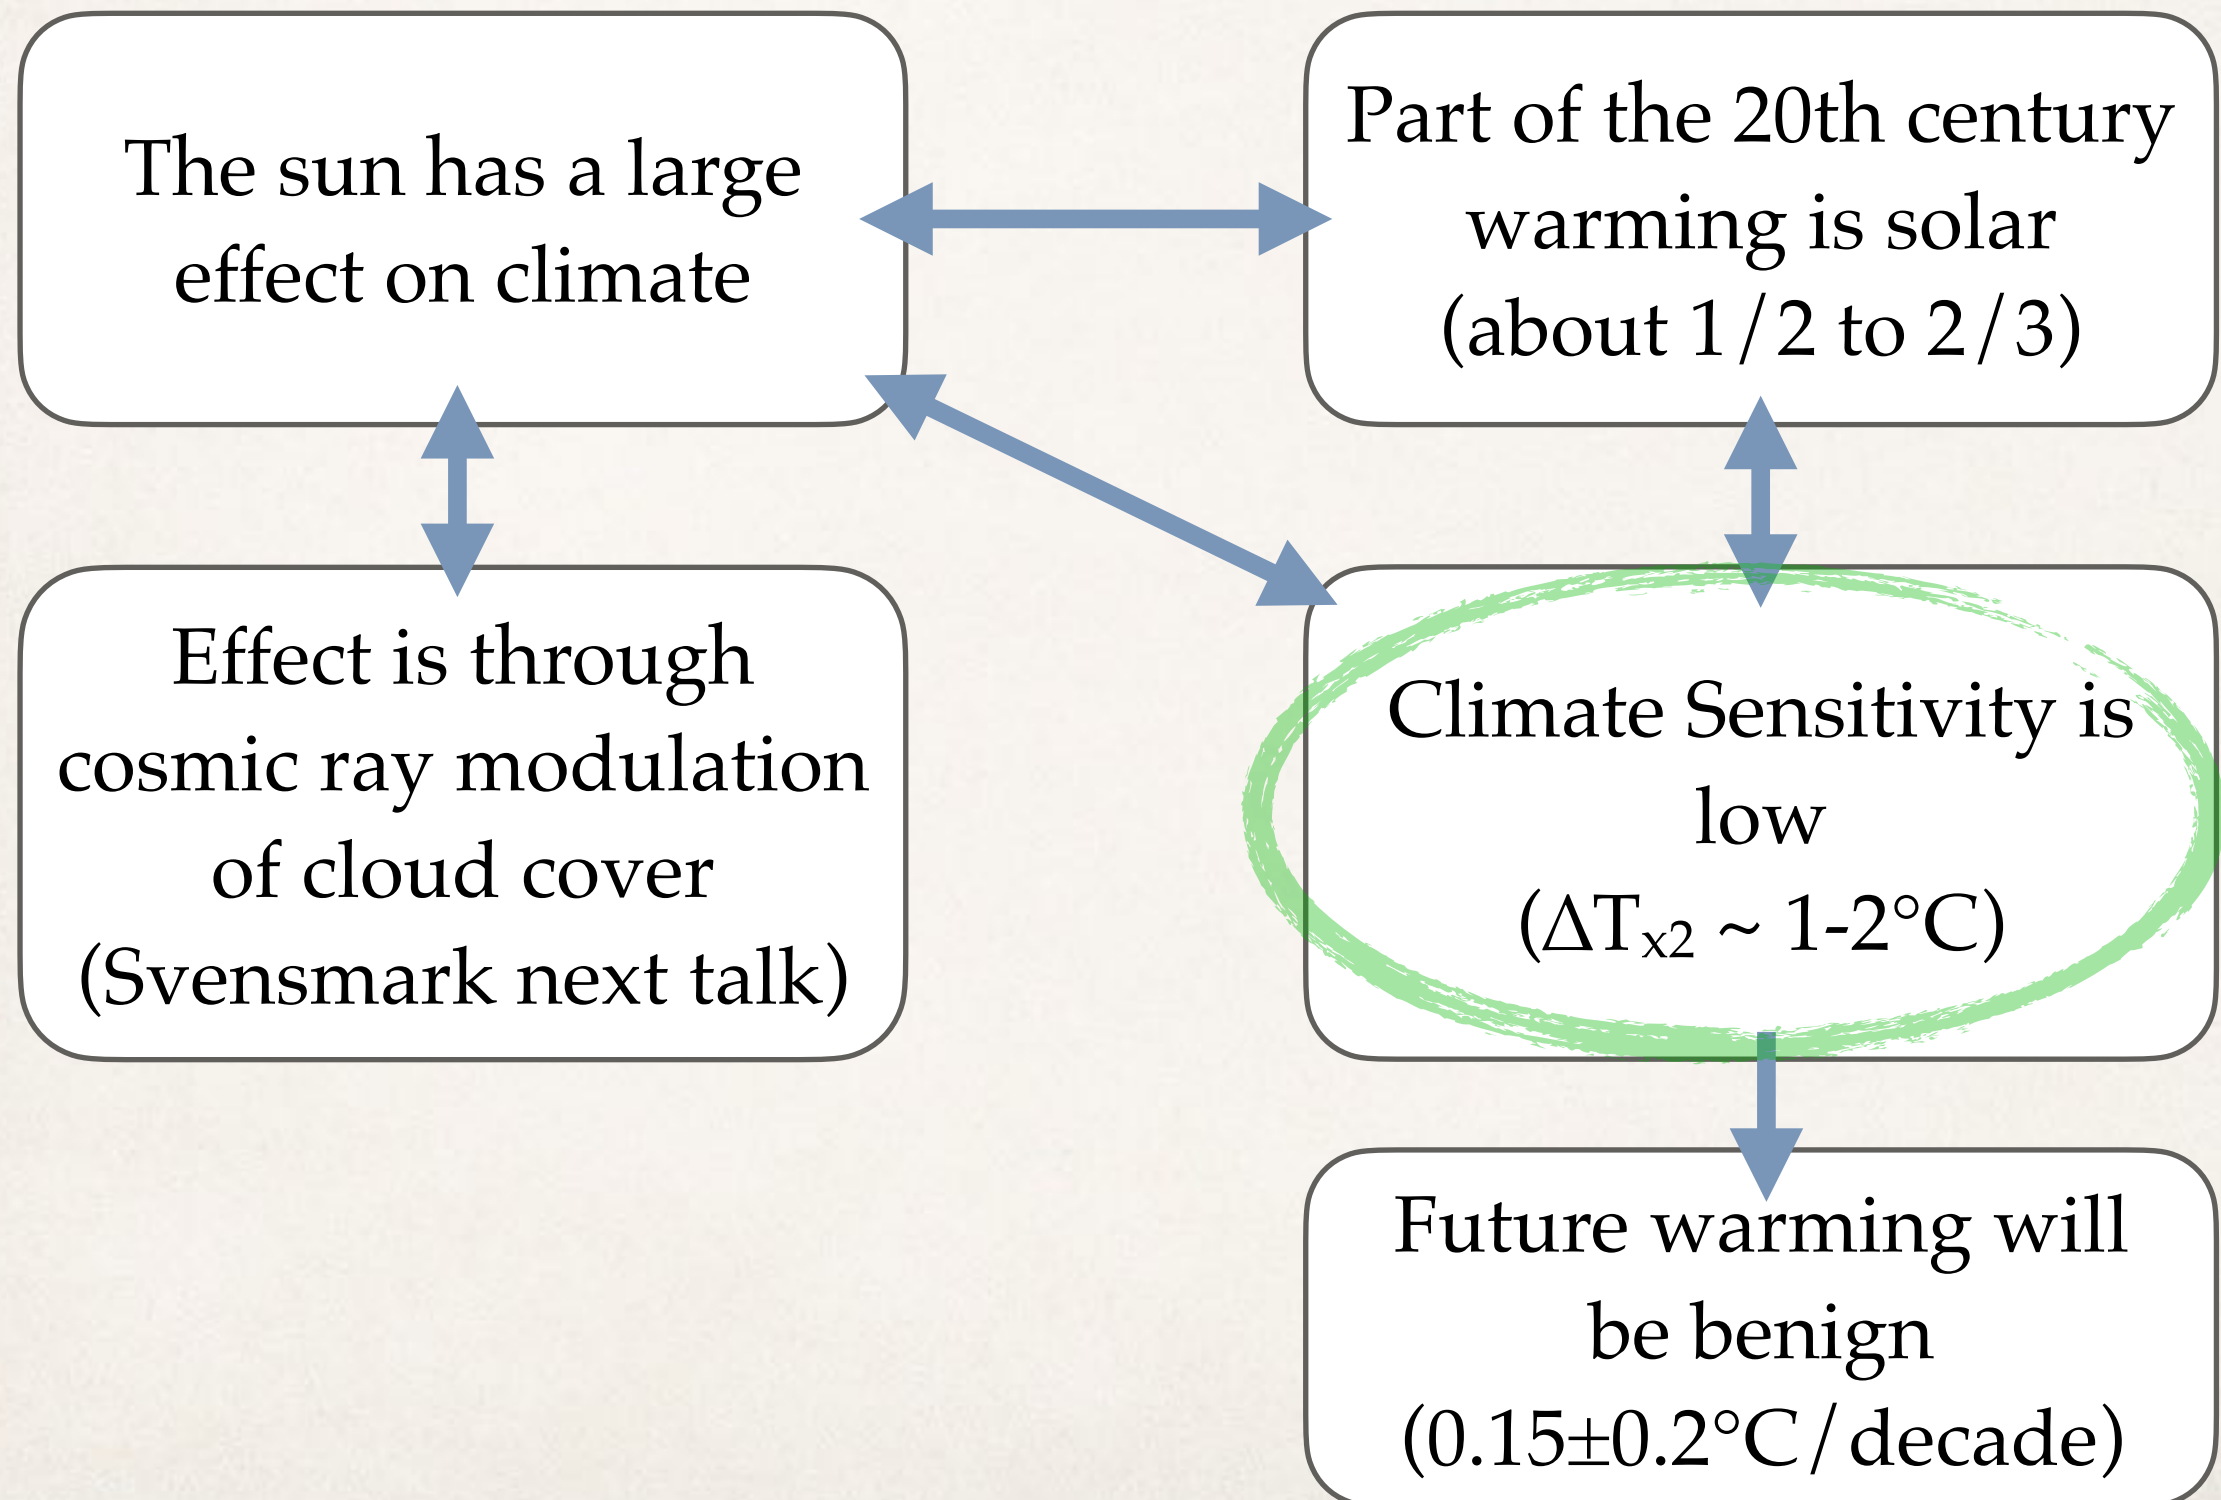 The sun has a large
effect on climate
Part of the 20th century
warming is solar
(about 1/2 to 2/3)
Effect is through
cosmic ray modulation
of cloud cover
(Svensmark next talk)
Climate Sensitivity is
low
(ΔTx2 ~ 1-2°C)
Future warming will
be benign
(0.15±0.2°C/decade)